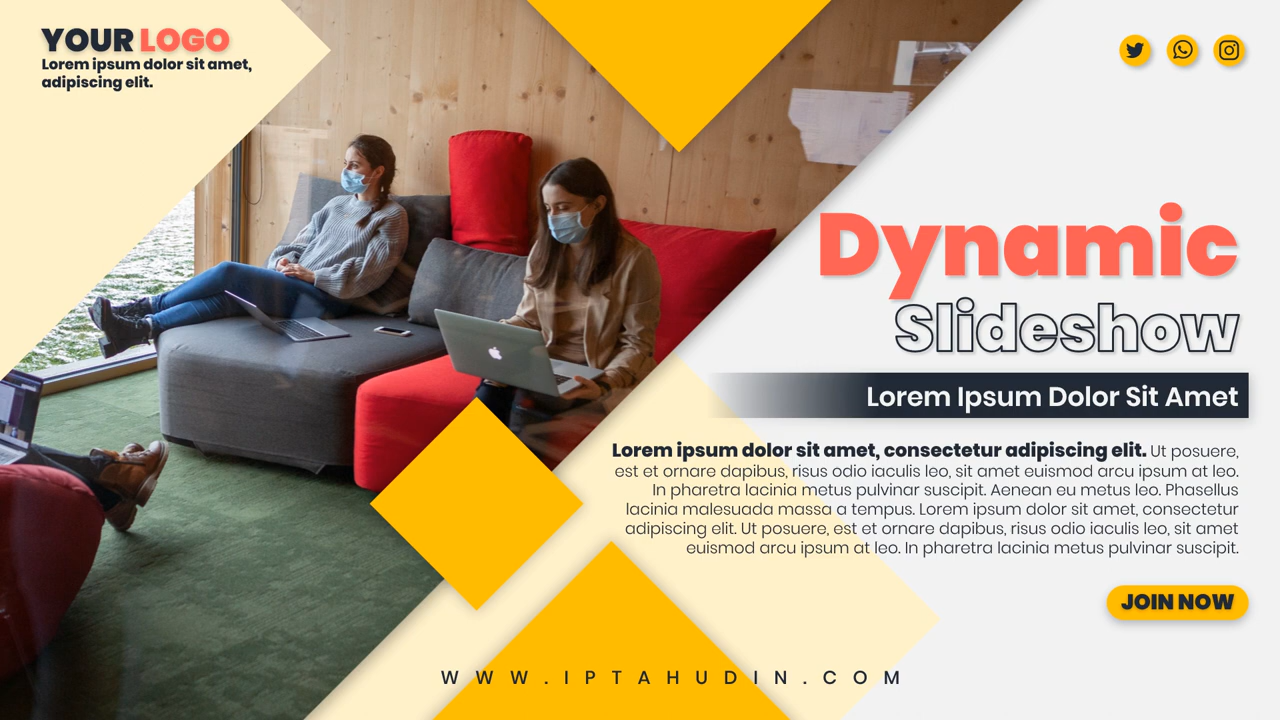 YOUR LOGO
Lorem ipsum dolor sit amet,
adipiscing elit.
Dynamic
Slideshow
Lorem Ipsum Dolor Sit Amet
Lorem ipsum dolor sit amet, consectetur adipiscing elit. Ut posuere,
est et ornare dapibus, risus odio iaculis leo, sit amet euismod arcu ipsum at leo.
In pharetra lacinia metus pulvinar suscipit. Aenean eu metus leo. Phasellus
lacinia malesuada massa a tempus. Lorem ipsum dolor sit amet, consectetur
adipiscing elit. Ut posuere, est et ornare dapibus, risus odio iaculis leo, sit amet
euismod arcu ipsum at leo. In pharetra lacinia metus pulvinar suscipit.
JOIN NOW
WWW.IPTAHUDIN.COM